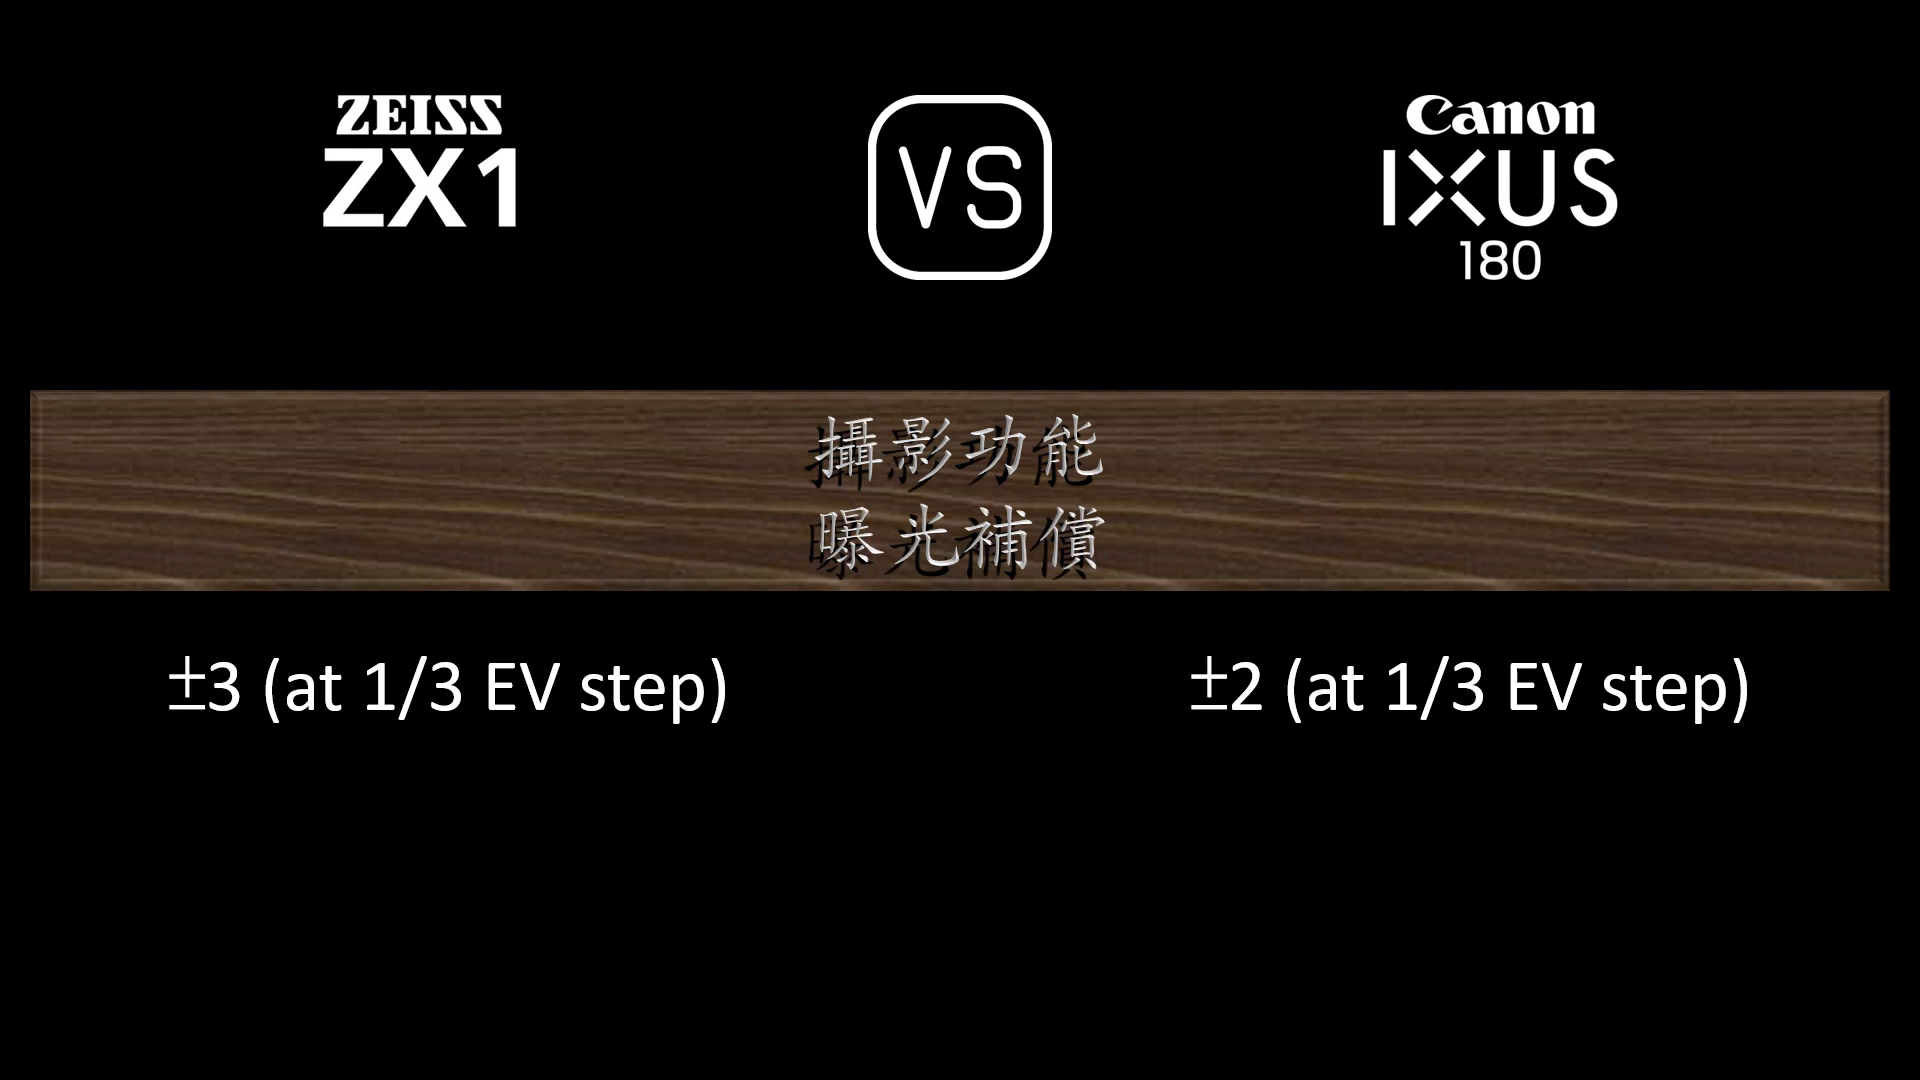 ZEISS
ZX1
VS
Canon
IXUS
180
攝影功能
曝光補償
±3 (at 1/3 EV step)
±2 (at 1/3 EV step)